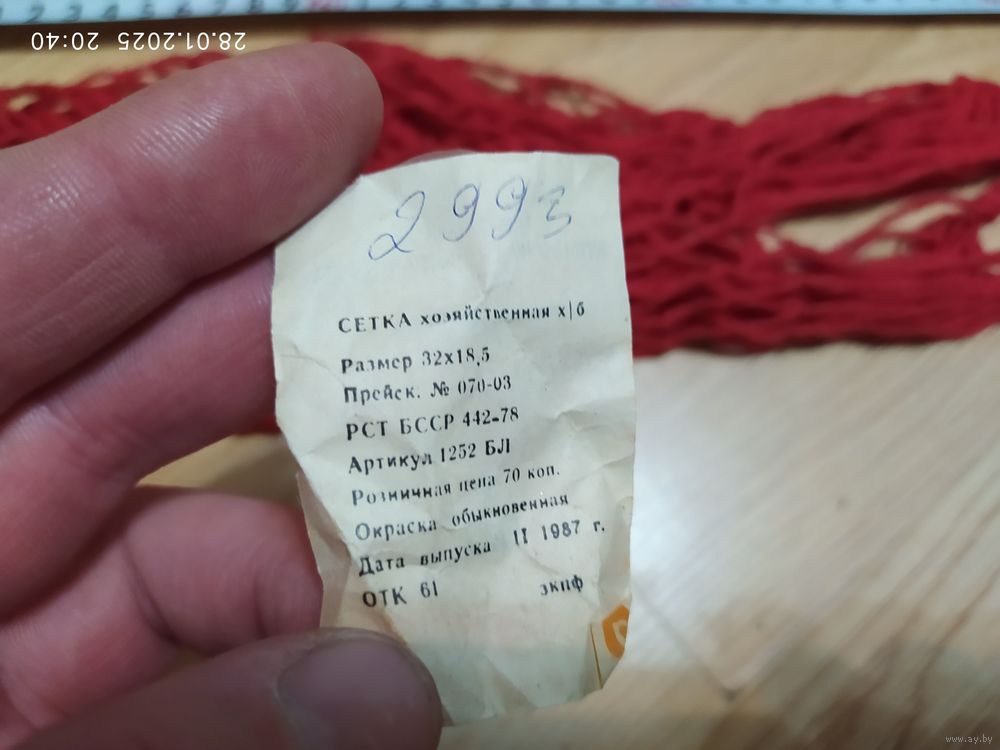 28.01.2025 20:40
2993
СЕТКА хозяйственная х|б
Размер 32х18,5
Прейск. № 070-03
РСТ БССР 442-78
Артикул 1252 БЛ
Розничная цена 70 коп.
Окраска обыкновенная
Дата выпуска II 1987 г.
ОТК 61 зкпф
www.ay.by